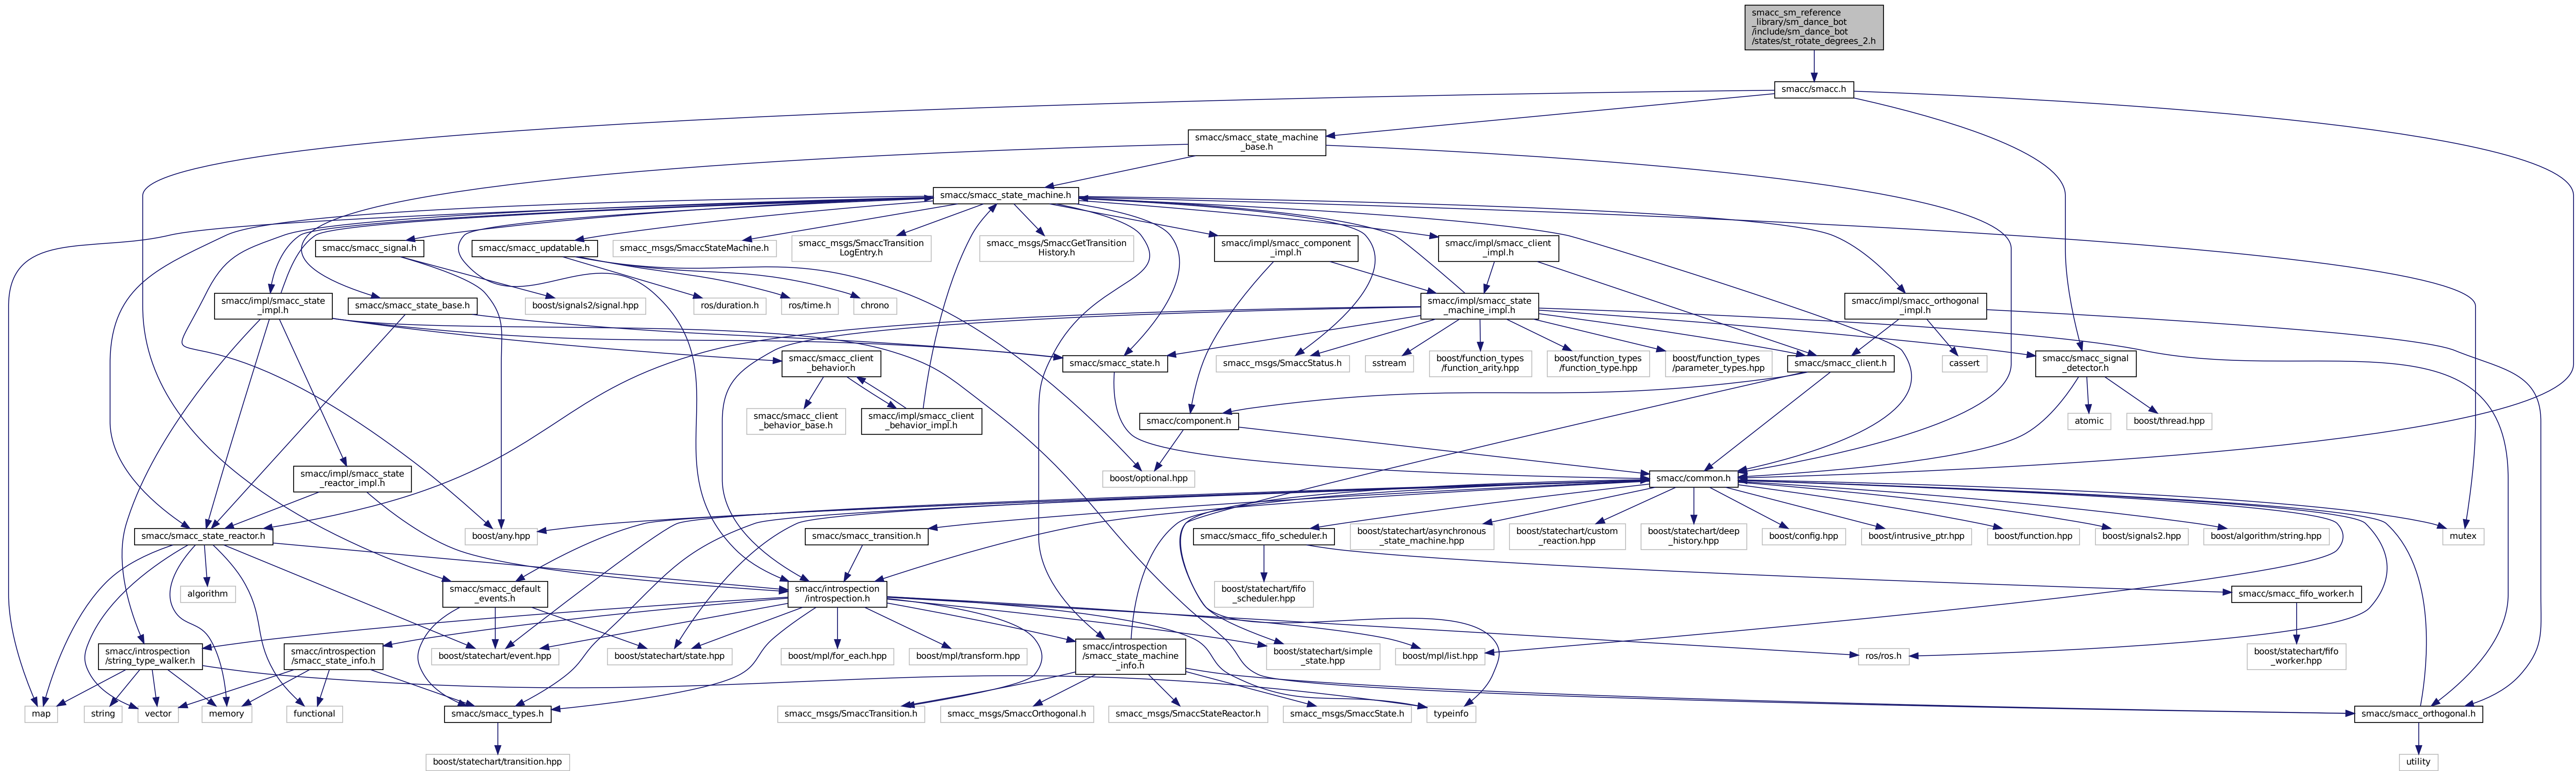 smacc_sm_reference
_library/sm_dance_bot
/include/sm_dance_bot
/states/st_rotate_degrees_2.h
smacc/smacc.h
smacc/smacc_state_machine
_base.h
smacc/smacc_state_machine.h
smacc/smacc_signal.h
smacc/smacc_updatable.h
smacc_msgs/SmaccStateMachine.h
smacc_msgs/SmaccTransition
LogEntry.h
smacc_msgs/SmaccGetTransition
History.h
smacc/impl/smacc_component
_impl.h
smacc/impl/smacc_client
_impl.h
smacc/impl/smacc_state
_impl.h
smacc/smacc_state_base.h
boost/signals2/signal.hpp
ros/duration.h
ros/time.h
chrono
smacc/impl/smacc_state
_machine_impl.h
smacc/impl/smacc_orthogonal
_impl.h
smacc/smacc_client
_behavior.h
smacc/smacc_state.h
smacc_msgs/SmaccStatus.h
sstream
boost/function_types
/function_arity.hpp
boost/function_types
/function_type.hpp
boost/function_types
/parameter_types.hpp
smacc/smacc_client.h
cassert
smacc/smacc_signal
_detector.h
smacc/smacc_client
_behavior_base.h
smacc/impl/smacc_client
_behavior_impl.h
smacc/component.h
atomic
boost/thread.hpp
smacc/impl/smacc_state
_reactor_impl.h
boost/optional.hpp
smacc/common.h
smacc/smacc_state_reactor.h
boost/any.hpp
smacc/smacc_transition.h
smacc/smacc_fifo_scheduler.h
boost/statechart/asynchronous
_state_machine.hpp
boost/statechart/custom
_reaction.hpp
boost/statechart/deep
_history.hpp
boost/config.hpp
boost/intrusive_ptr.hpp
boost/function.hpp
boost/signals2.hpp
boost/algorithm/string.hpp
mutex
algorithm
smacc/smacc_default
_events.h
smacc/introspection
/introspection.h
boost/statechart/fifo
_scheduler.hpp
smacc/smacc_fifo_worker.h
smacc/introspection
/string_type_walker.h
smacc/introspection
/smacc_state_info.h
boost/statechart/event.hpp
boost/statechart/state.hpp
boost/mpl/for_each.hpp
boost/mpl/transform.hpp
smacc/introspection
/smacc_state_machine
_info.h
boost/statechart/simple
_state.hpp
boost/mpl/list.hpp
ros/ros.h
boost/statechart/fifo
_worker.hpp
map
string
vector
memory
functional
smacc/smacc_types.h
smacc_msgs/SmaccTransition.h
smacc_msgs/SmaccOrthogonal.h
smacc_msgs/SmaccStateReactor.h
smacc_msgs/SmaccState.h
typeinfo
smacc/smacc_orthogonal.h
boost/statechart/transition.hpp
utility